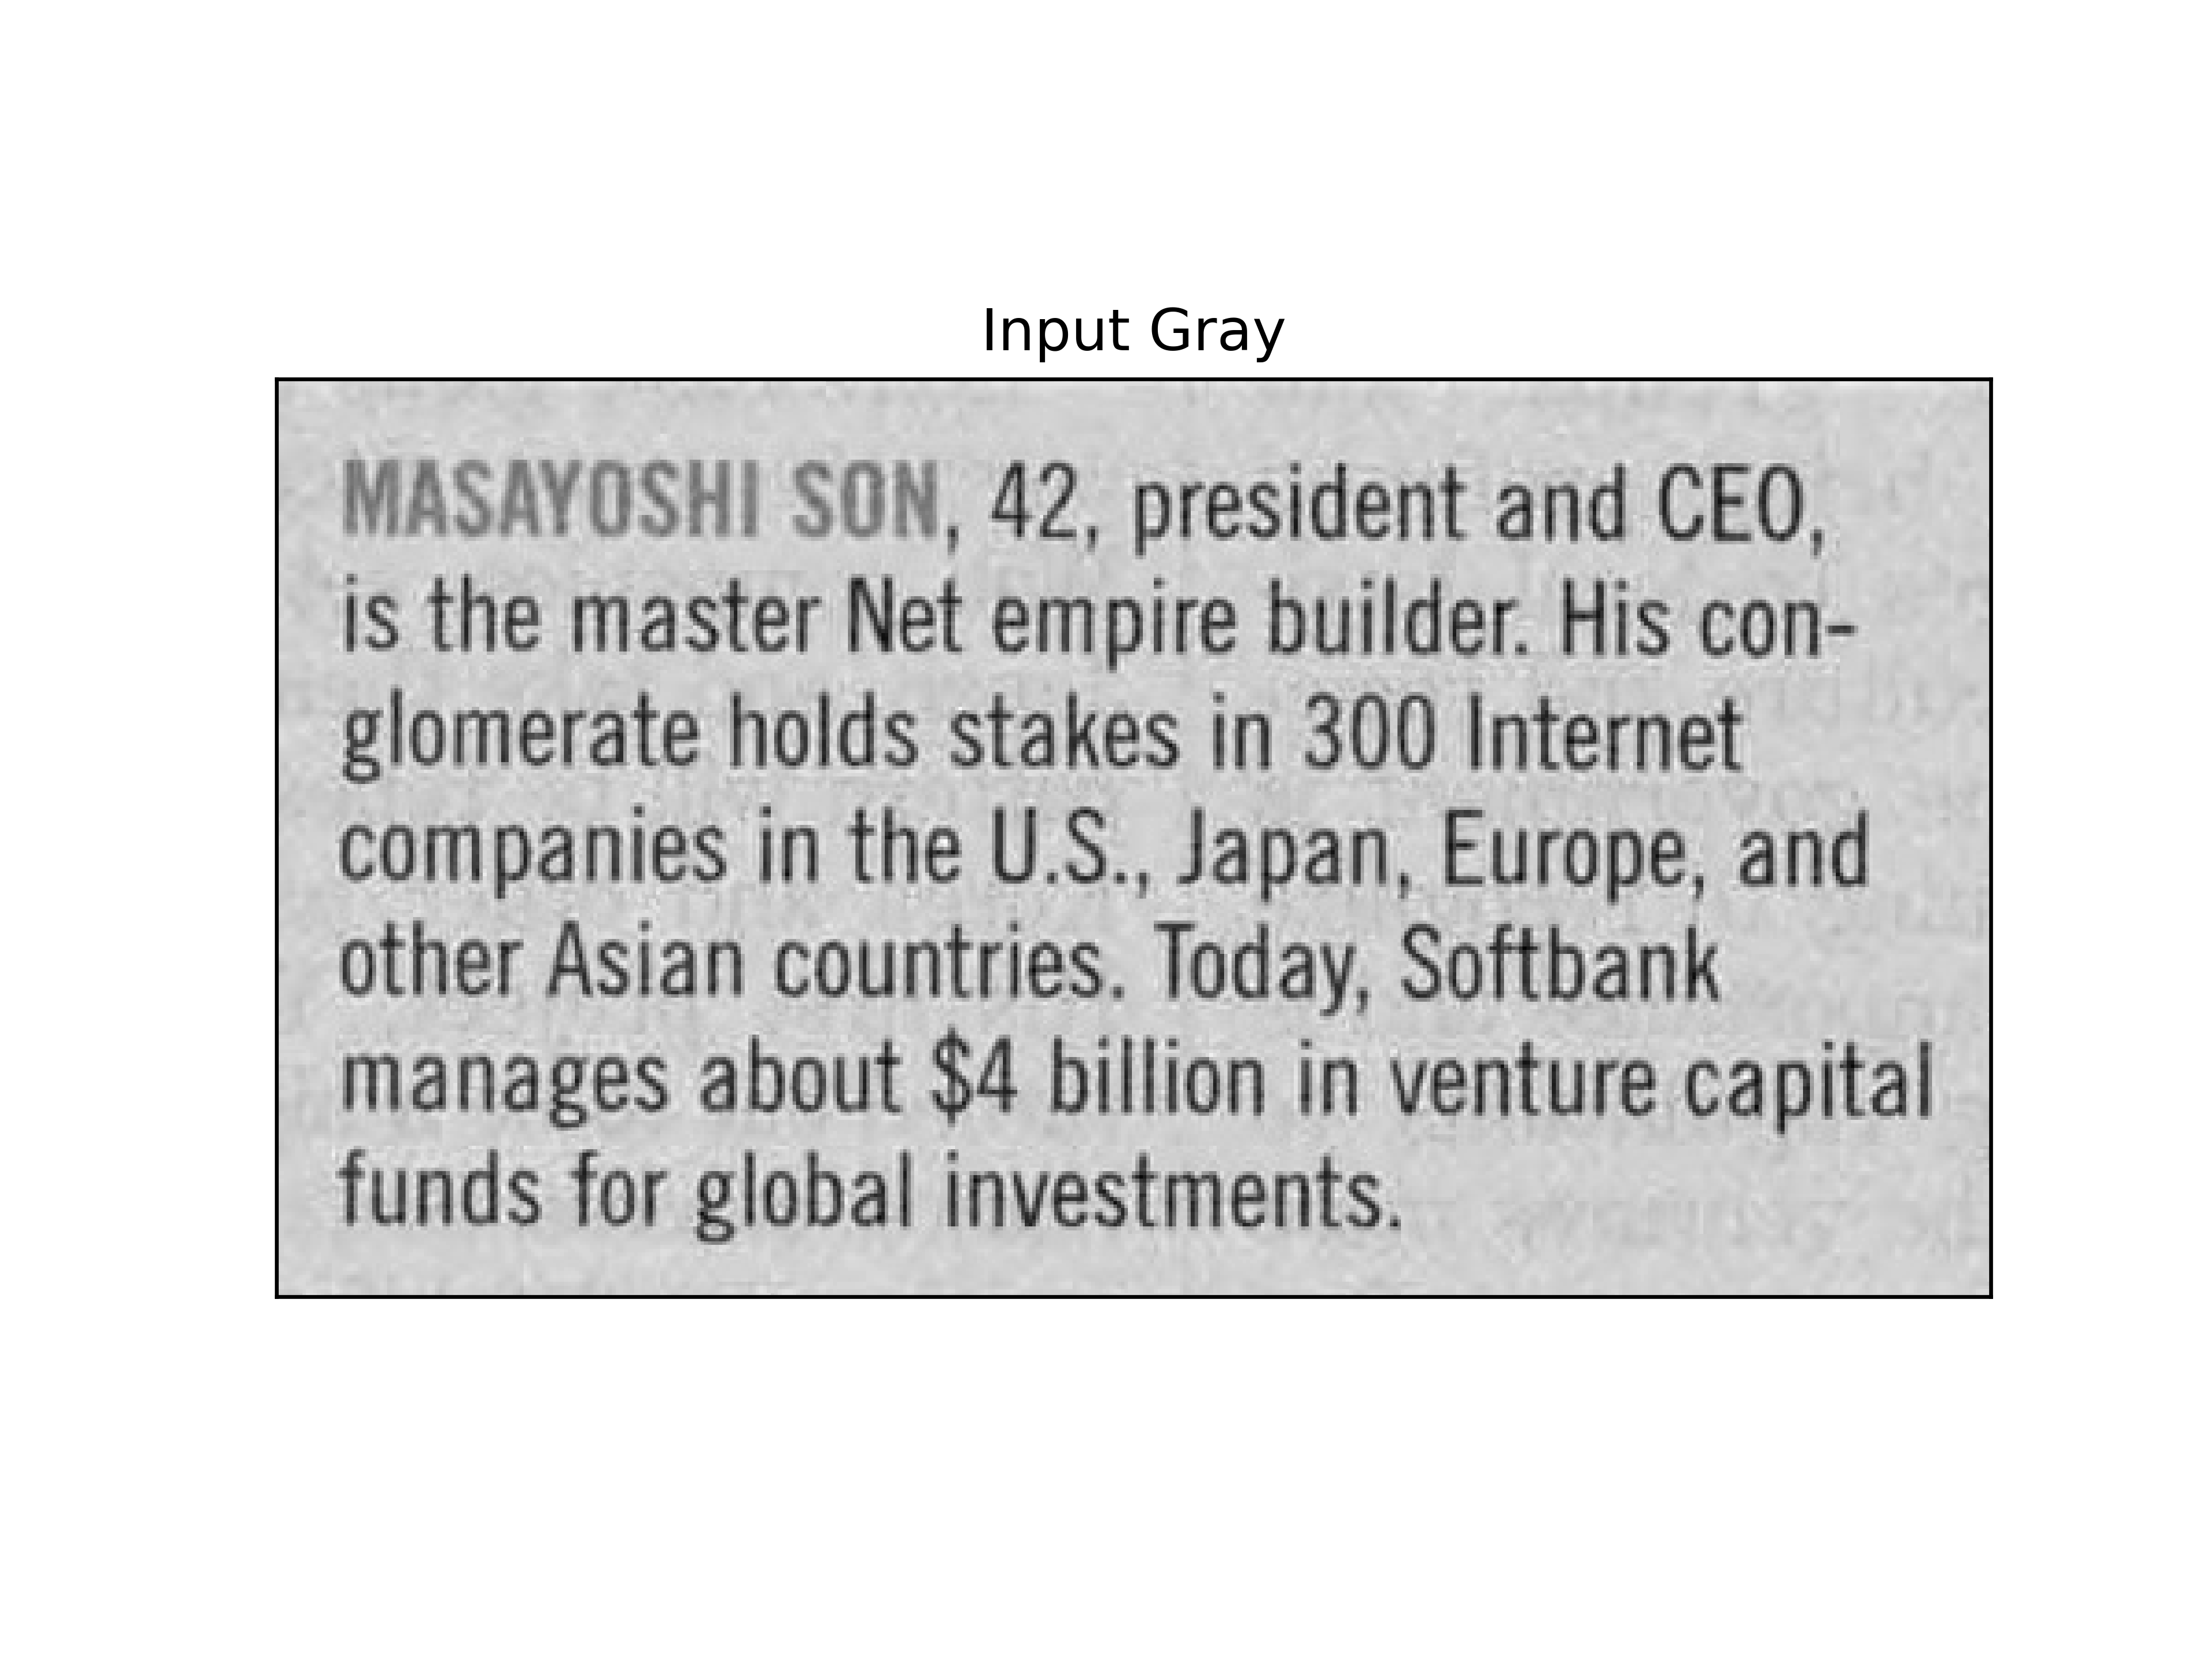 Input Gray
MASAYOSHI SON, 42, president and CEO,
is the master Net empire builder. His con-
glomerate holds stakes in 300 Internet
companies in the U.S., Japan, Europe, and
other Asian countries. Today, Softbank
manages about $4 billion in venture capital
funds for global investments.